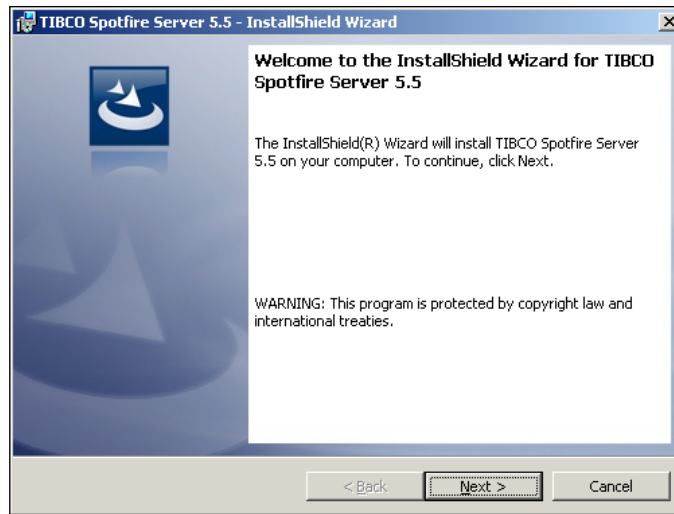 TIBCO Spotfire Server 5.5 - InstallShield Wizard
Welcome to the InstallShield Wizard for TIBCO
Spotfire Server 5.5
The InstallShield(R) Wizard will install TIBCO Spotfire Server
5.5 on your computer. To continue, click Next.
WARNING: This program is protected by copyright law and
international treaties.
< Back
Next >
Cancel